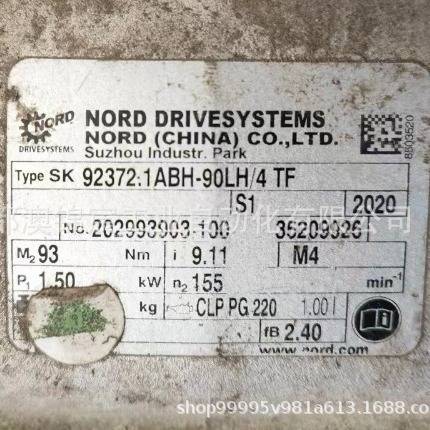 NORD
DRIVESYSTEMS
NORD DRIVESYSTEMS
NORD (CHINA) CO.,LTD.
Suzhou Industr. Park
8803520
Type SK 92372.1ABH-90LH/4 TF
S1 2020
No. 202993903-100 35209926
M2 93 Nm i 9.11 M4
P1 1.50 kW n2 155 min-1
kg CLP PG 220 1.00 l
fB 2.40
www.nord.com
shop99995v981a613.1688.c